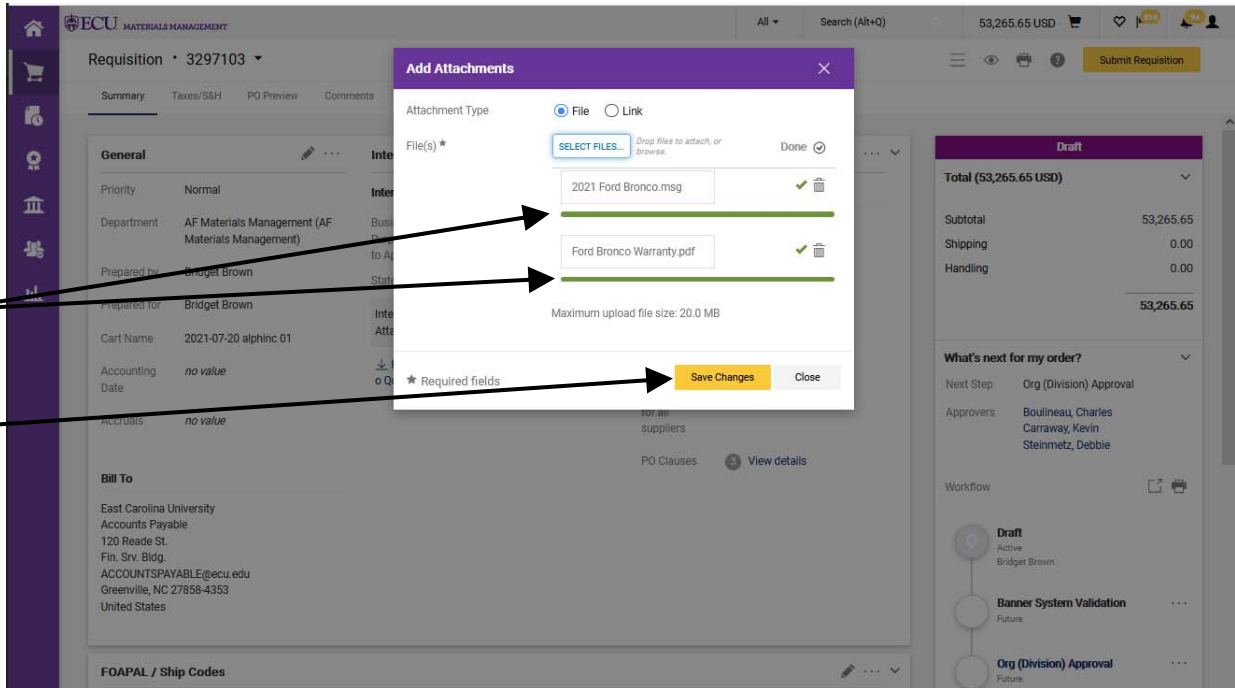 ECU MATERIALS MANAGEMENT
All
Search (Alt+Q)
53,265.65 USD
Requisition • 3297103
Submit Requisition
Summary Taxes/S&H PO Preview Comments
Add Attachments
Attachment Type File Link
File(s) ★ SELECT FILES... Drop files to attach, or browse. Done
2021 Ford Bronco.msg
Ford Bronco Warranty.pdf
Maximum upload file size: 20.0 MB
★ Required fields
Save Changes Close
General
Priority Normal
Department AF Materials Management (AF
Materials Management)
Prepared by Bridget Brown
Prepared for Bridget Brown
Cart Name 2021-07-20 alphinc 01
Accounting no value
Date
Accruals no value
Bill To
East Carolina University
Accounts Payable
120 Reade St.
Fin. Srv. Bldg.
ACCOUNTSPAYABLE@ecu.edu
Greenville, NC 27858-4353
United States
for all
suppliers
PO Clauses 3 View details
FOAPAL / Ship Codes
Draft
Total (53,265.65 USD)
Subtotal 53,265.65
Shipping 0.00
Handling 0.00
53,265.65
What's next for my order?
Next Step Org (Division) Approval
Approvers Boulineau, Charles
Carraway, Kevin
Steinmetz, Debbie
Workflow
Draft
Active
Bridget Brown
Banner System Validation
Future
Org (Division) Approval
Future